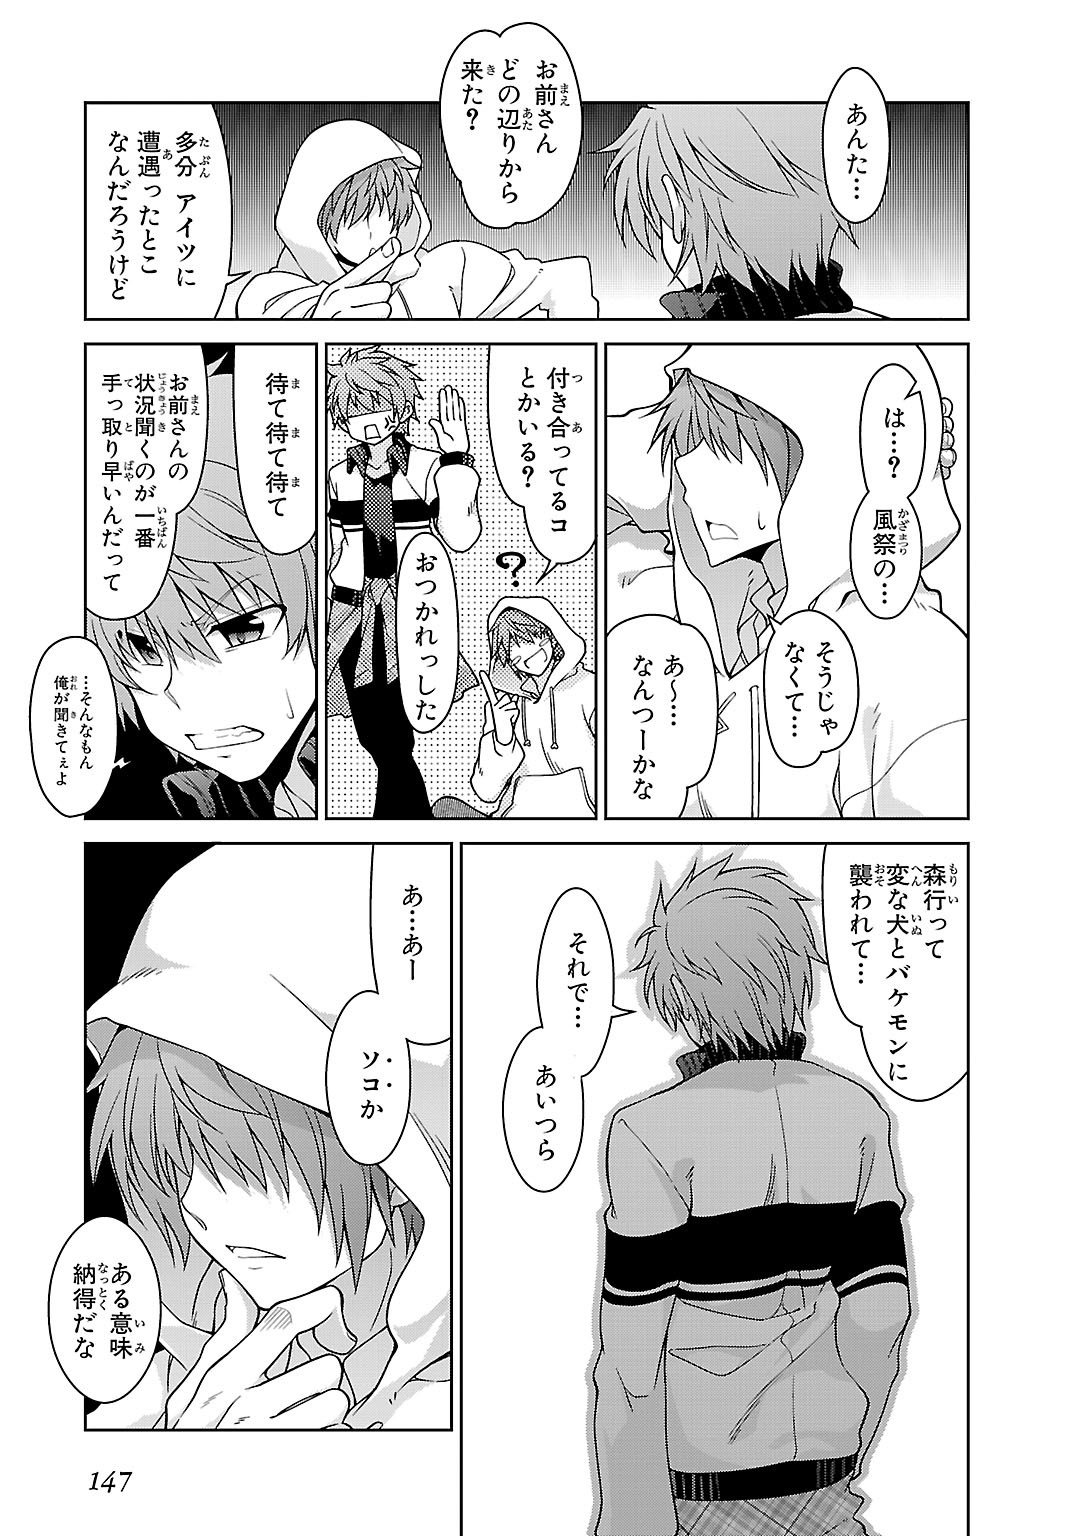 あんた…
お前さん
どの辺りから
来た？
多分 アイツに
遭遇ったとこ
なんだろうけど
は…？
風祭の…
そうじゃ
なくて…
あ〜…
なんつーかな
付き合ってるコ
とかいる？
おつかれっした
？
待て待て待て
お前さんの
状況聞くのが一番
手っ取り早いんだって
…そんなもん
俺が聞きてぇよ
森行って
変な犬とバケモンに
襲われて…
それで…
あいつら
あ…あー
ソコか
ある意味
納得だな
147